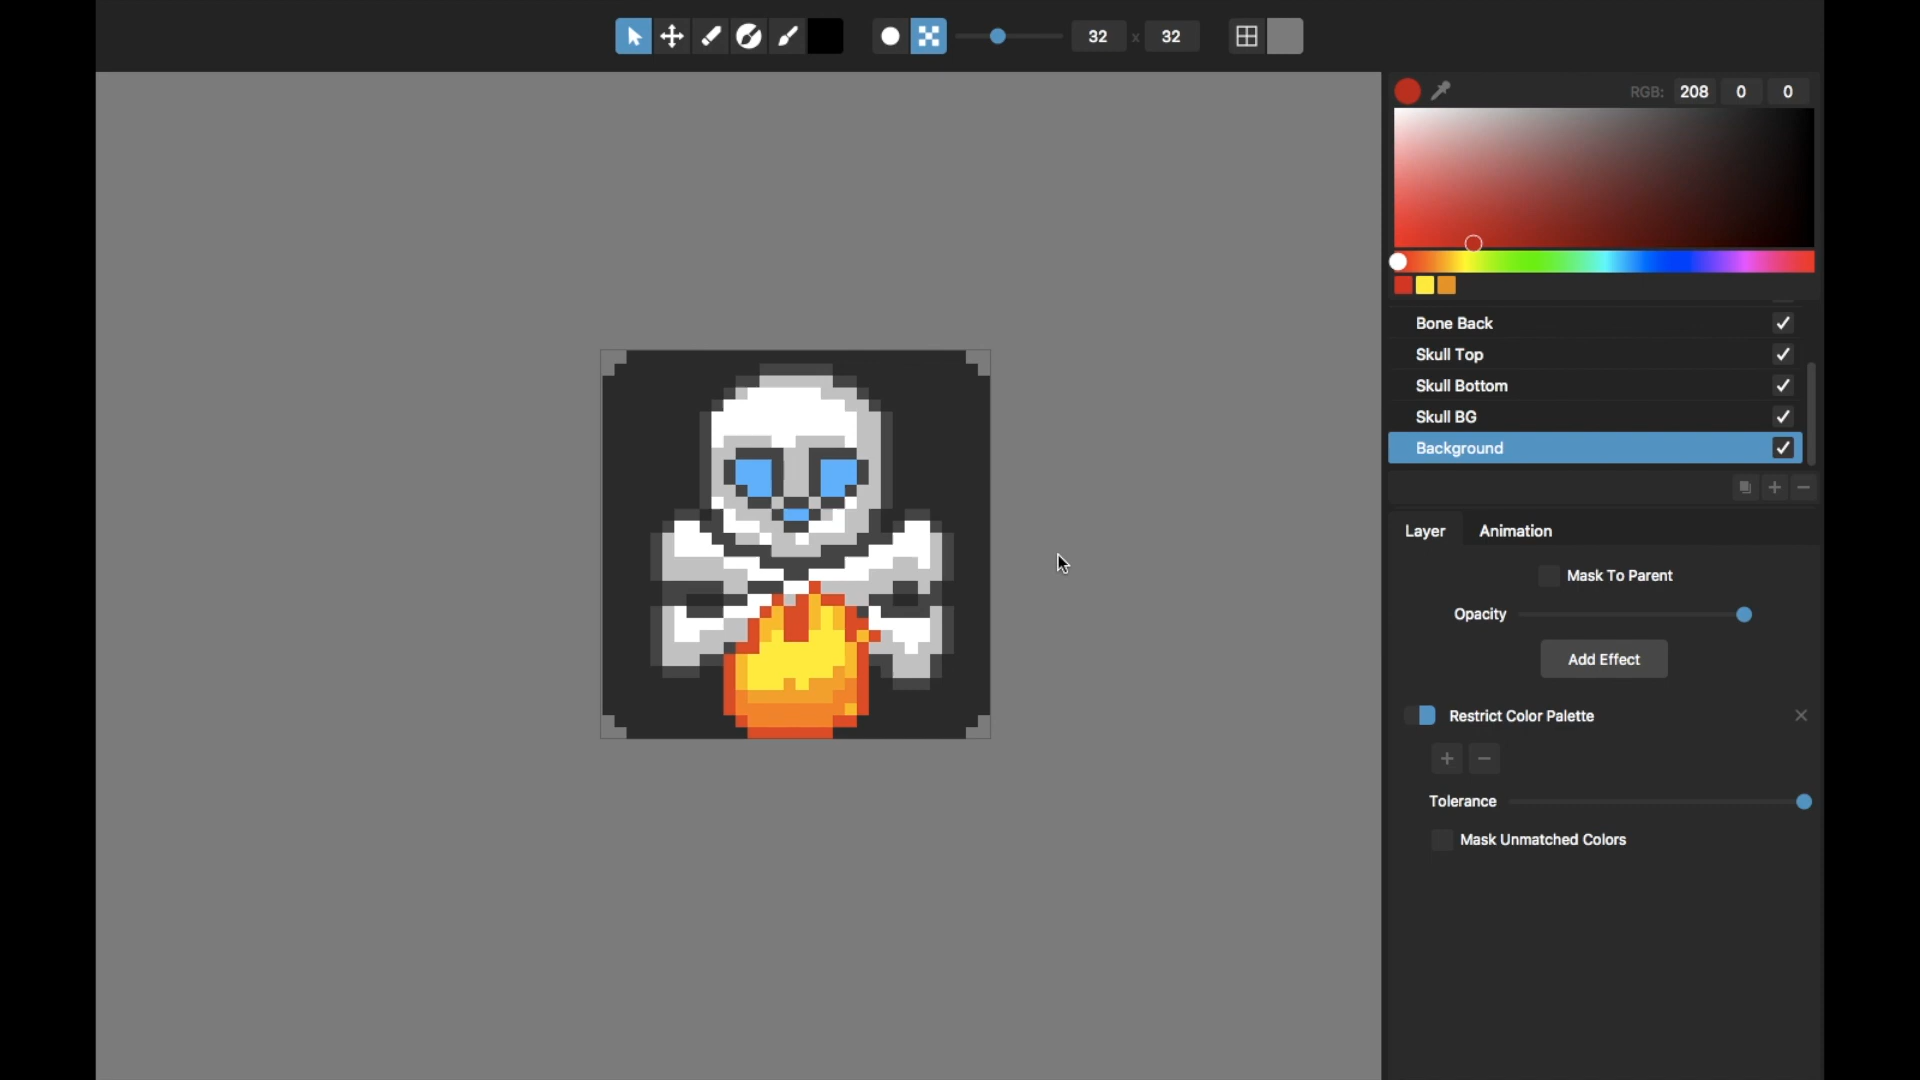 32 x 32
RGB: 208 0 0
Bone Back
Skull Top
Skull Bottom
Skull BG
Background
Layer Animation
Mask To Parent
Opacity
Add Effect
Restrict Color Palette
Tolerance
Mask Unmatched Colors